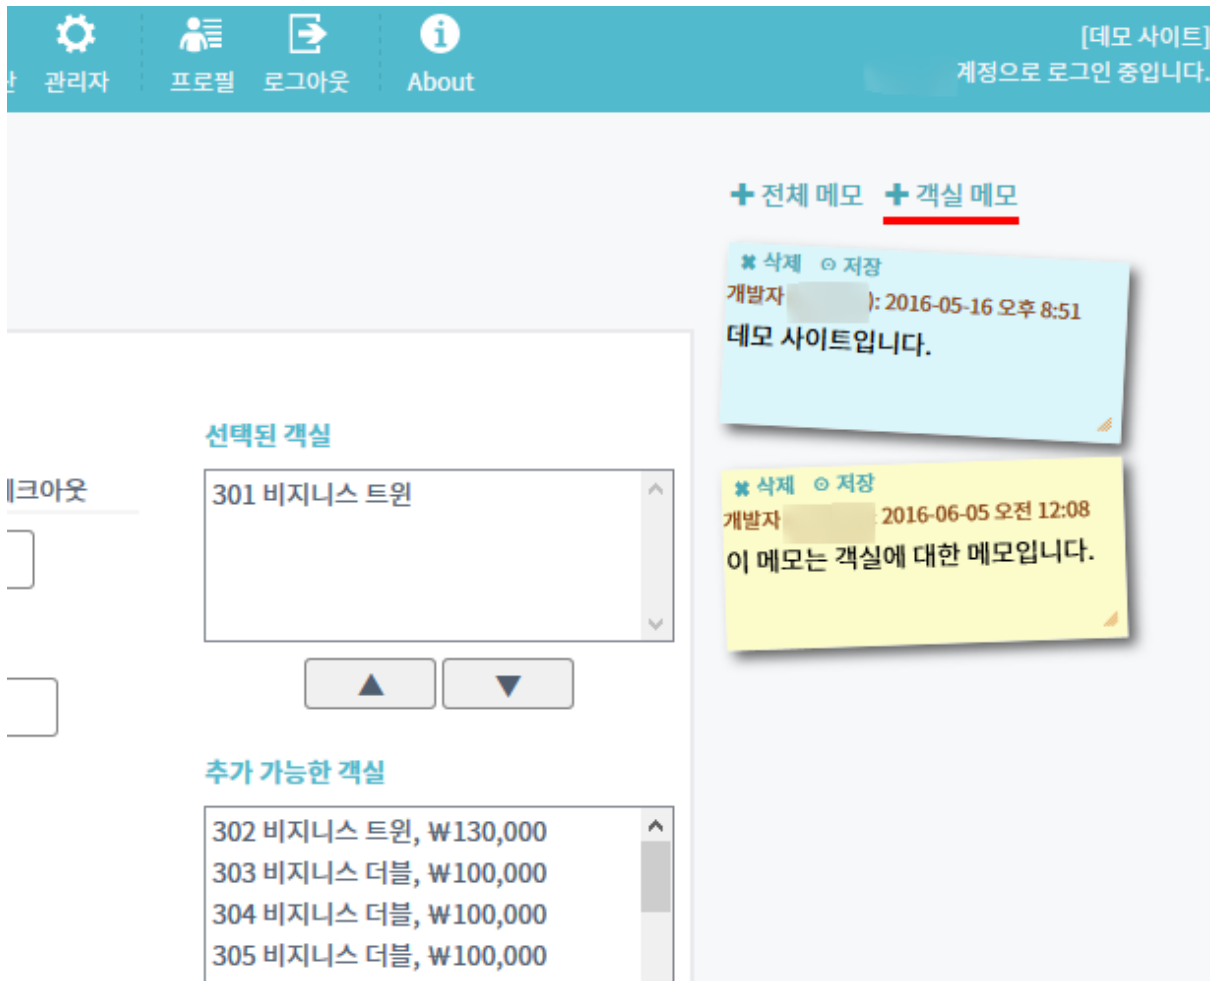 관리자 프로필 로그아웃 About
[데모 사이트]
계정으로 로그인 중입니다.
✚ 전체 메모 ✚ 객실 메모
✖ 삭제 ⊙ 저장
개발자 ): 2016-05-16 오후 8:51
데모 사이트입니다.
✖ 삭제 ⊙ 저장
개발자 : 2016-06-05 오전 12:08
이 메모는 객실에 대한 메모입니다.
크아웃
선택된 객실
301 비지니스 트윈
▲ ▼
추가 가능한 객실
302 비지니스 트윈, ₩130,000
303 비지니스 더블, ₩100,000
304 비지니스 더블, ₩100,000
305 비지니스 더블, ₩100,000